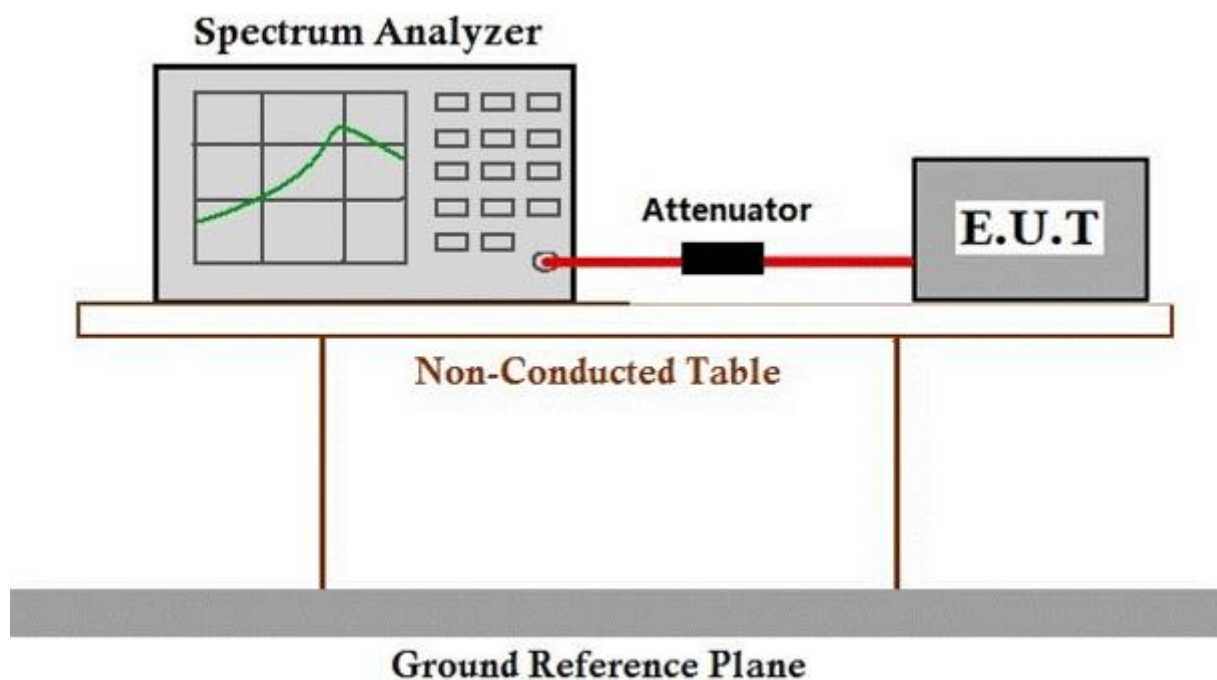 Spectrum Analyzer
Attenuator
E.U.T
Non-Conducted Table
Ground Reference Plane